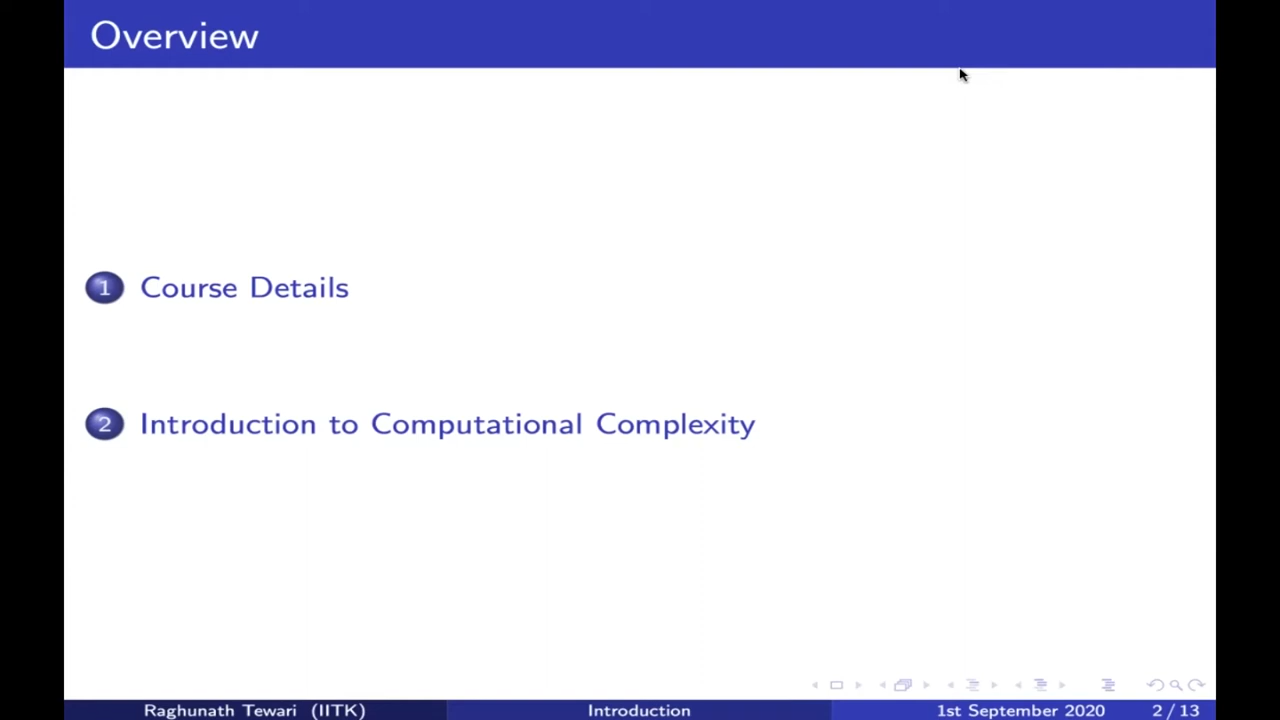 Overview
1 Course Details
2 Introduction to Computational Complexity
Raghunath Tewari (IITK) Introduction 1st September 2020 2 / 13